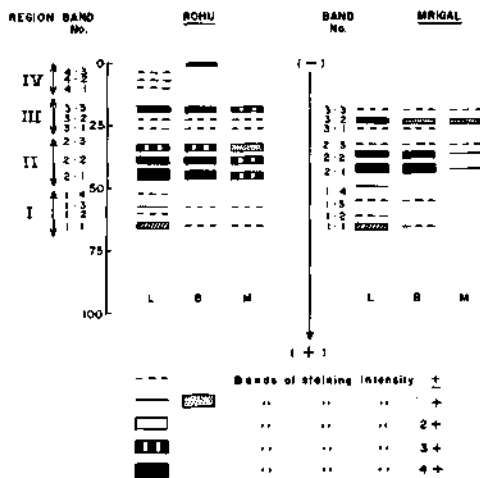 REGION BAND No. ROHU BAND No. MRIGAL
0
25
50
75
100
IV
4·3
4·2
4·1
III
3·3
3·2
3·1
II
2·3
2·2
2·1
I
1·4
1·3
1·2
1·1
(−)
3·3
3·2
3·1
2·3
2·2
2·1
1·4
1·3
1·2
1·1
L B M L B M
(+)
Bands of staining intensity ±
,, ,, ,, +
,, ,, ,, 2+
,, ,, ,, 3+
,, ,, ,, 4+